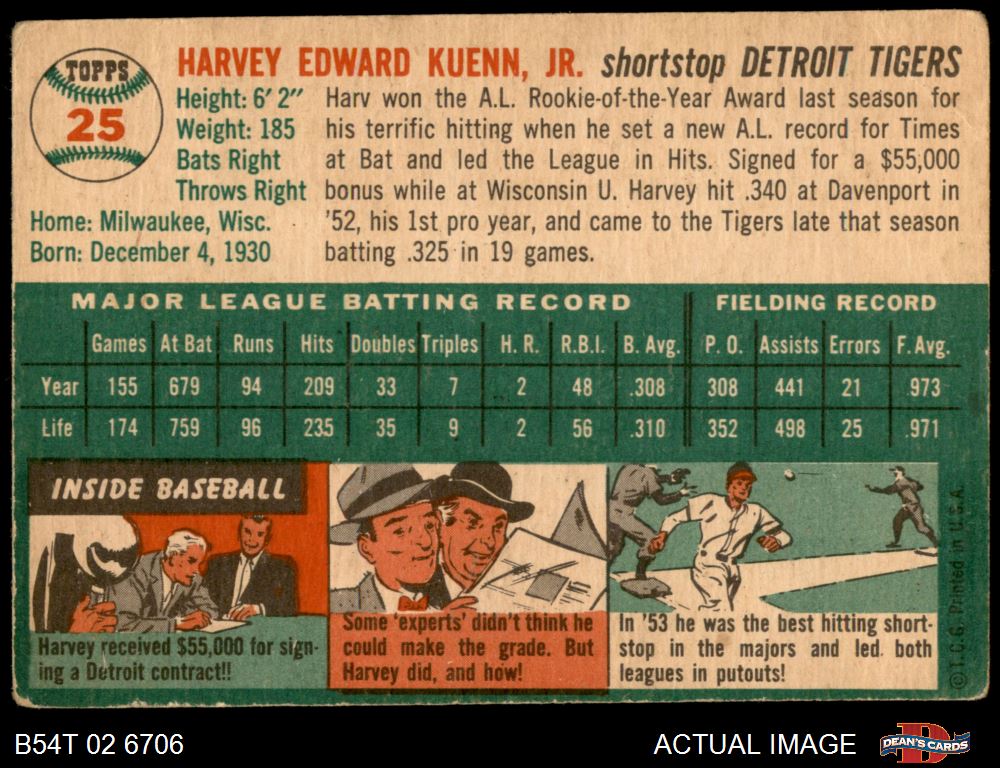 TOPPS
25
HARVEY EDWARD KUENN, JR. shortstop DETROIT TIGERS
Height: 6' 2"
Weight: 185
Bats Right
Throws Right
Home: Milwaukee, Wisc.
Born: December 4, 1930
Harv won the A.L. Rookie-of-the-Year Award last season for
his terrific hitting when he set a new A.L. record for Times
at Bat and led the League in Hits. Signed for a $55,000
bonus while at Wisconsin U. Harvey hit .340 at Davenport in
'52, his 1st pro year, and came to the Tigers late that season
batting .325 in 19 games.
MAJOR LEAGUE BATTING RECORD FIELDING RECORD
Games At Bat Runs Hits Doubles Triples H. R. R.B.I. B. Avg. P. O. Assists Errors F. Avg.
Year 155 679 94 209 33 7 2 48 .308 308 441 21 .973
Life 174 759 96 235 35 9 2 56 .310 352 498 25 .971
INSIDE BASEBALL
Harvey received $55,000 for sign-
ing a Detroit contract!!
Some 'experts' didn't think he
could make the grade. But
Harvey did, and how!
In '53 he was the best hitting short-
stop in the majors and led both
leagues in putouts!
© T. C. G. Printed in U.S.A.
B54T 02 6706
ACTUAL IMAGE
DEAN'S CARDS